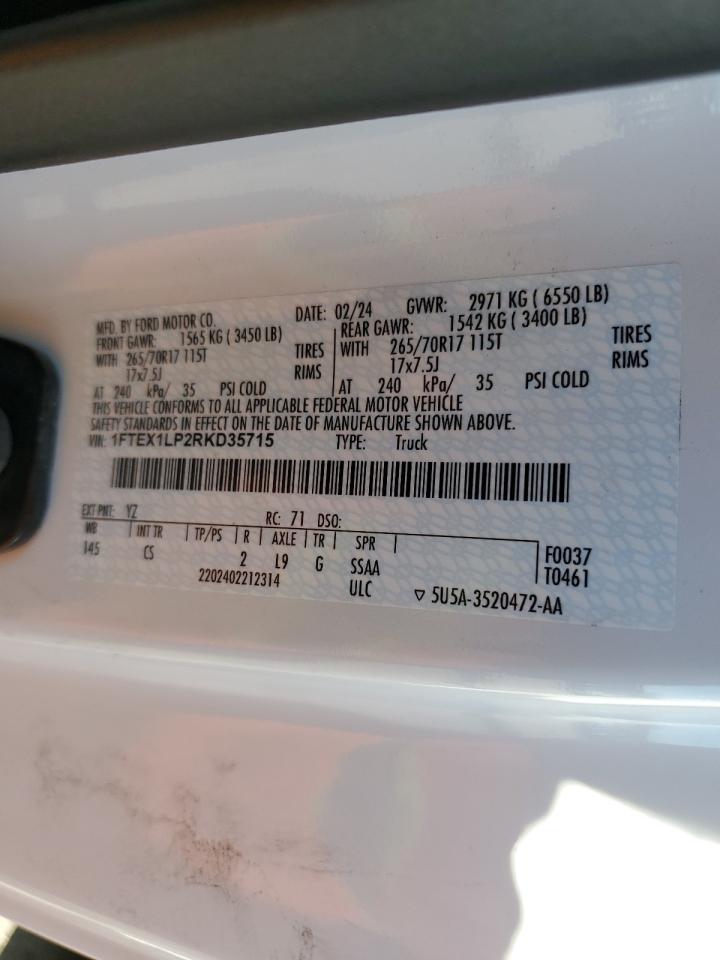 MFD. BY FORD MOTOR CO.
DATE: 02/24 GVWR: 2971 KG ( 6550 LB)
FRONT GAWR: 1565 KG ( 3450 LB) REAR GAWR: 1542 KG ( 3400 LB)
WITH 265/70R17 115T TIRES WITH 265/70R17 115T TIRES
17x7.5J RIMS 17x7.5J RIMS
AT 240 kPa/ 35 PSI COLD AT 240 kPa/ 35 PSI COLD
THIS VEHICLE CONFORMS TO ALL APPLICABLE FEDERAL MOTOR VEHICLE
SAFETY STANDARDS IN EFFECT ON THE DATE OF MANUFACTURE SHOWN ABOVE.
VIN: 1FTEX1LP2RKD35715 TYPE: Truck
EXT PNT: YZ RC: 71 DSO:
WB INT TR TP/PS R AXLE TR SPR
145 CS 2 L9 G SSAA F0037
2202402212314 ULC T0461
▽ 5U5A-3520472-AA